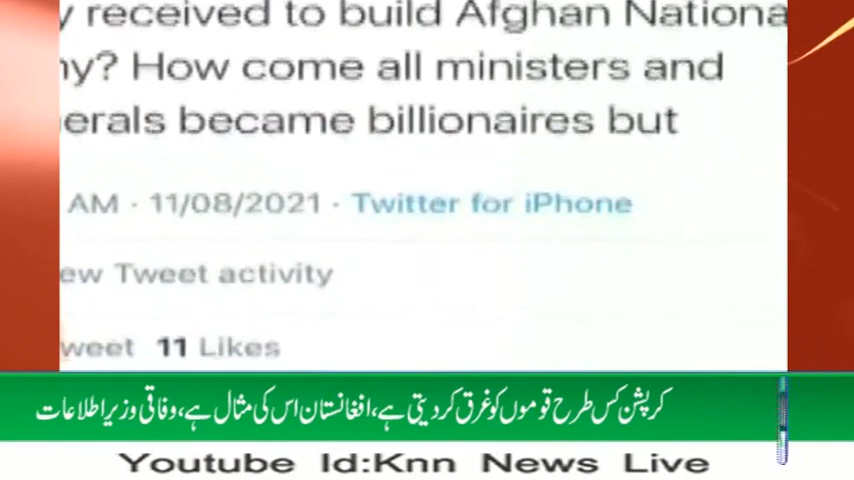 y received to build Afghan Nationa
ny? How come all ministers and
erals became billionaires but
AM · 11/08/2021 · Twitter for iPhone
ew Tweet activity
weet 11 Likes
کرپشن کس طرح قوموں کو غرق کر دیتی ہے، افغانستان اس کی مثال ہے، وفاقی وزیر اطلاعات
Youtube Id:Knn News Live